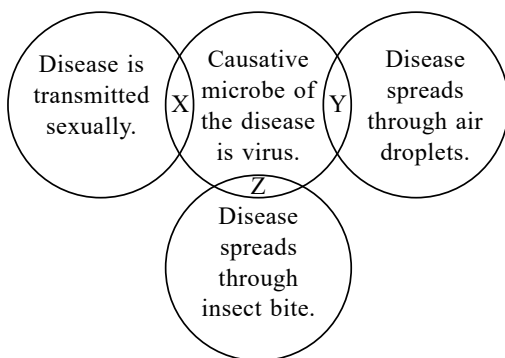 Disease is
transmitted
sexually.
X
Causative
microbe of
the disease
is virus.
Y
Disease
spreads
through air
droplets.
Z
Disease
spreads
through
insect bite.